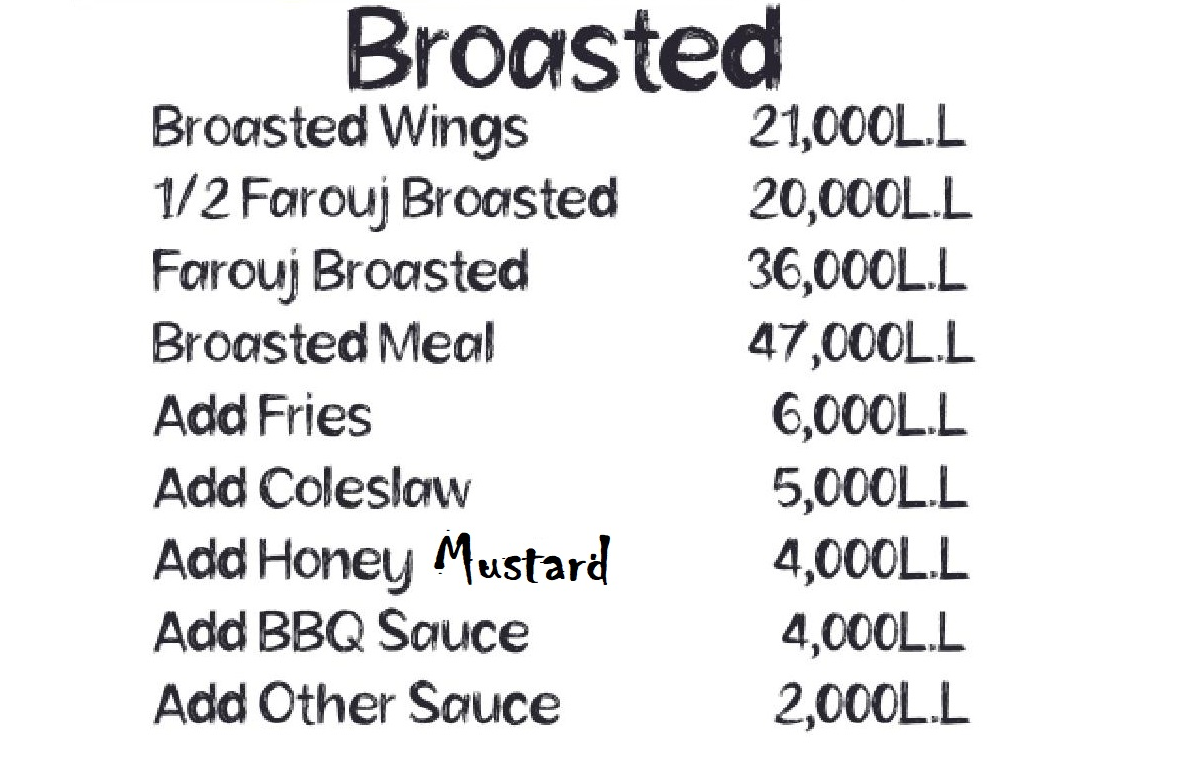 Broasted
Broasted Wings 21,000L.L
1/2 Farouj Broasted 20,000L.L
Farouj Broasted 36,000L.L
Broasted Meal 47,000L.L
Add Fries 6,000L.L
Add Coleslaw 5,000L.L
Add Honey Mustard 4,000L.L
Add BBQ Sauce 4,000L.L
Add Other Sauce 2,000L.L